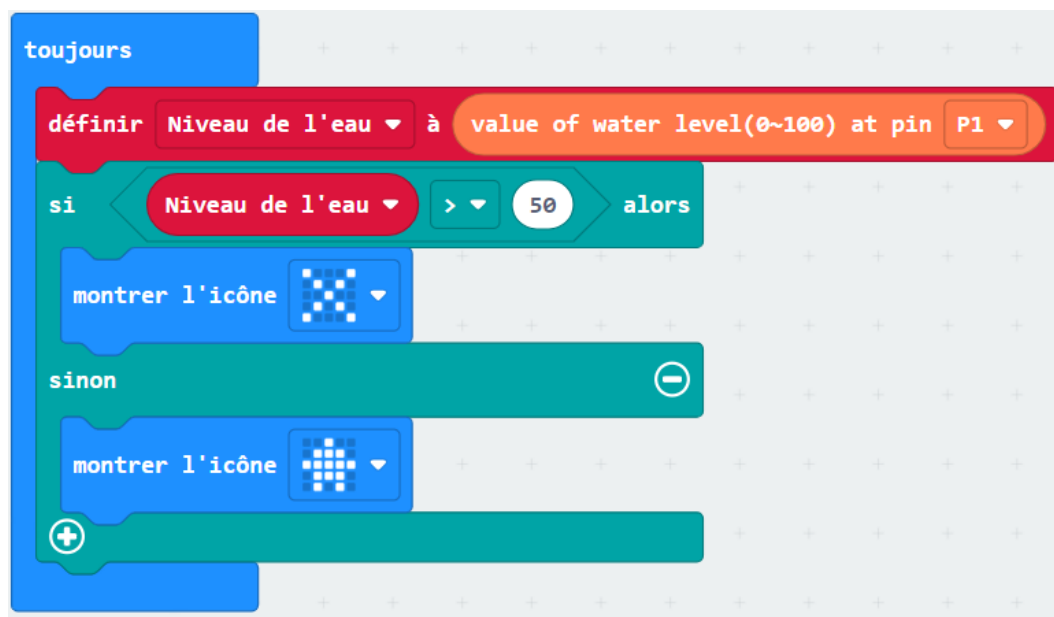 toujours
définir Niveau de l'eau à value of water level(0~100) at pin P1
si Niveau de l'eau > 50 alors
montrer l'icône
sinon
montrer l'icône